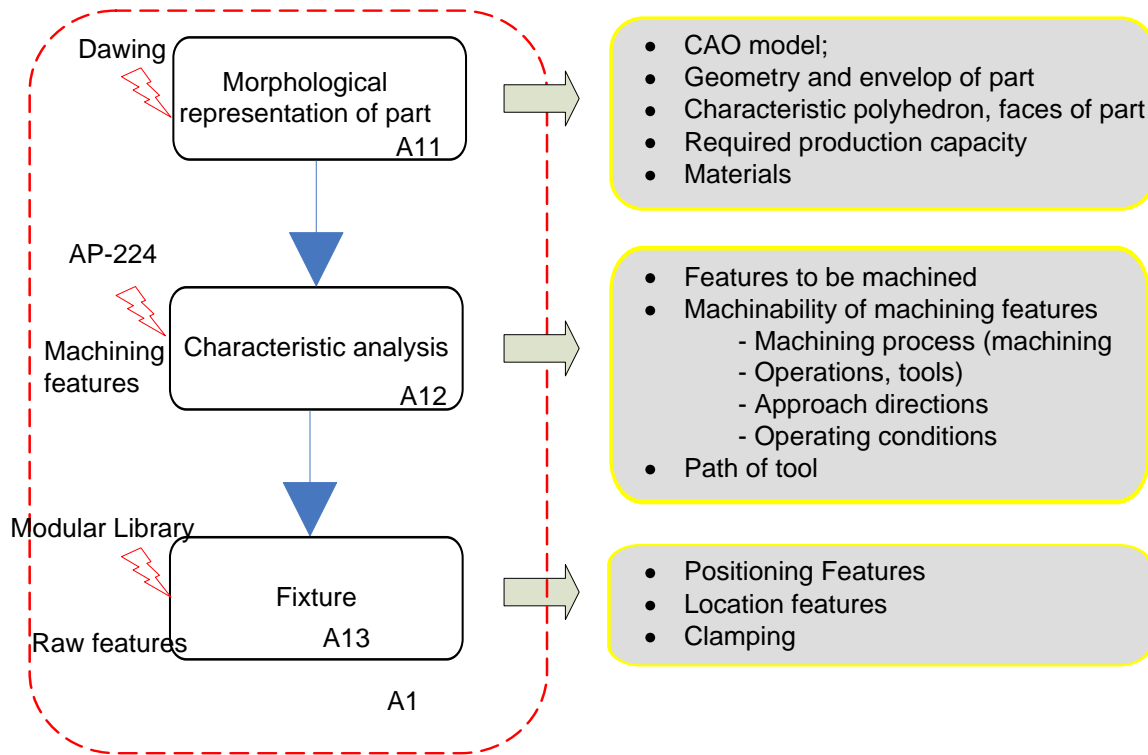 Dawing
Morphological
representation of part
A11
• CAO model;
• Geometry and envelop of part
• Characteristic polyhedron, faces of part
• Required production capacity
• Materials
AP-224
Machining
features
Characteristic analysis
A12
• Features to be machined
• Machinability of machining features
- Machining process (machining
- Operations, tools)
- Approach directions
- Operating conditions
• Path of tool
Modular Library
Raw features
Fixture
A13
• Positioning Features
• Location features
• Clamping
A1